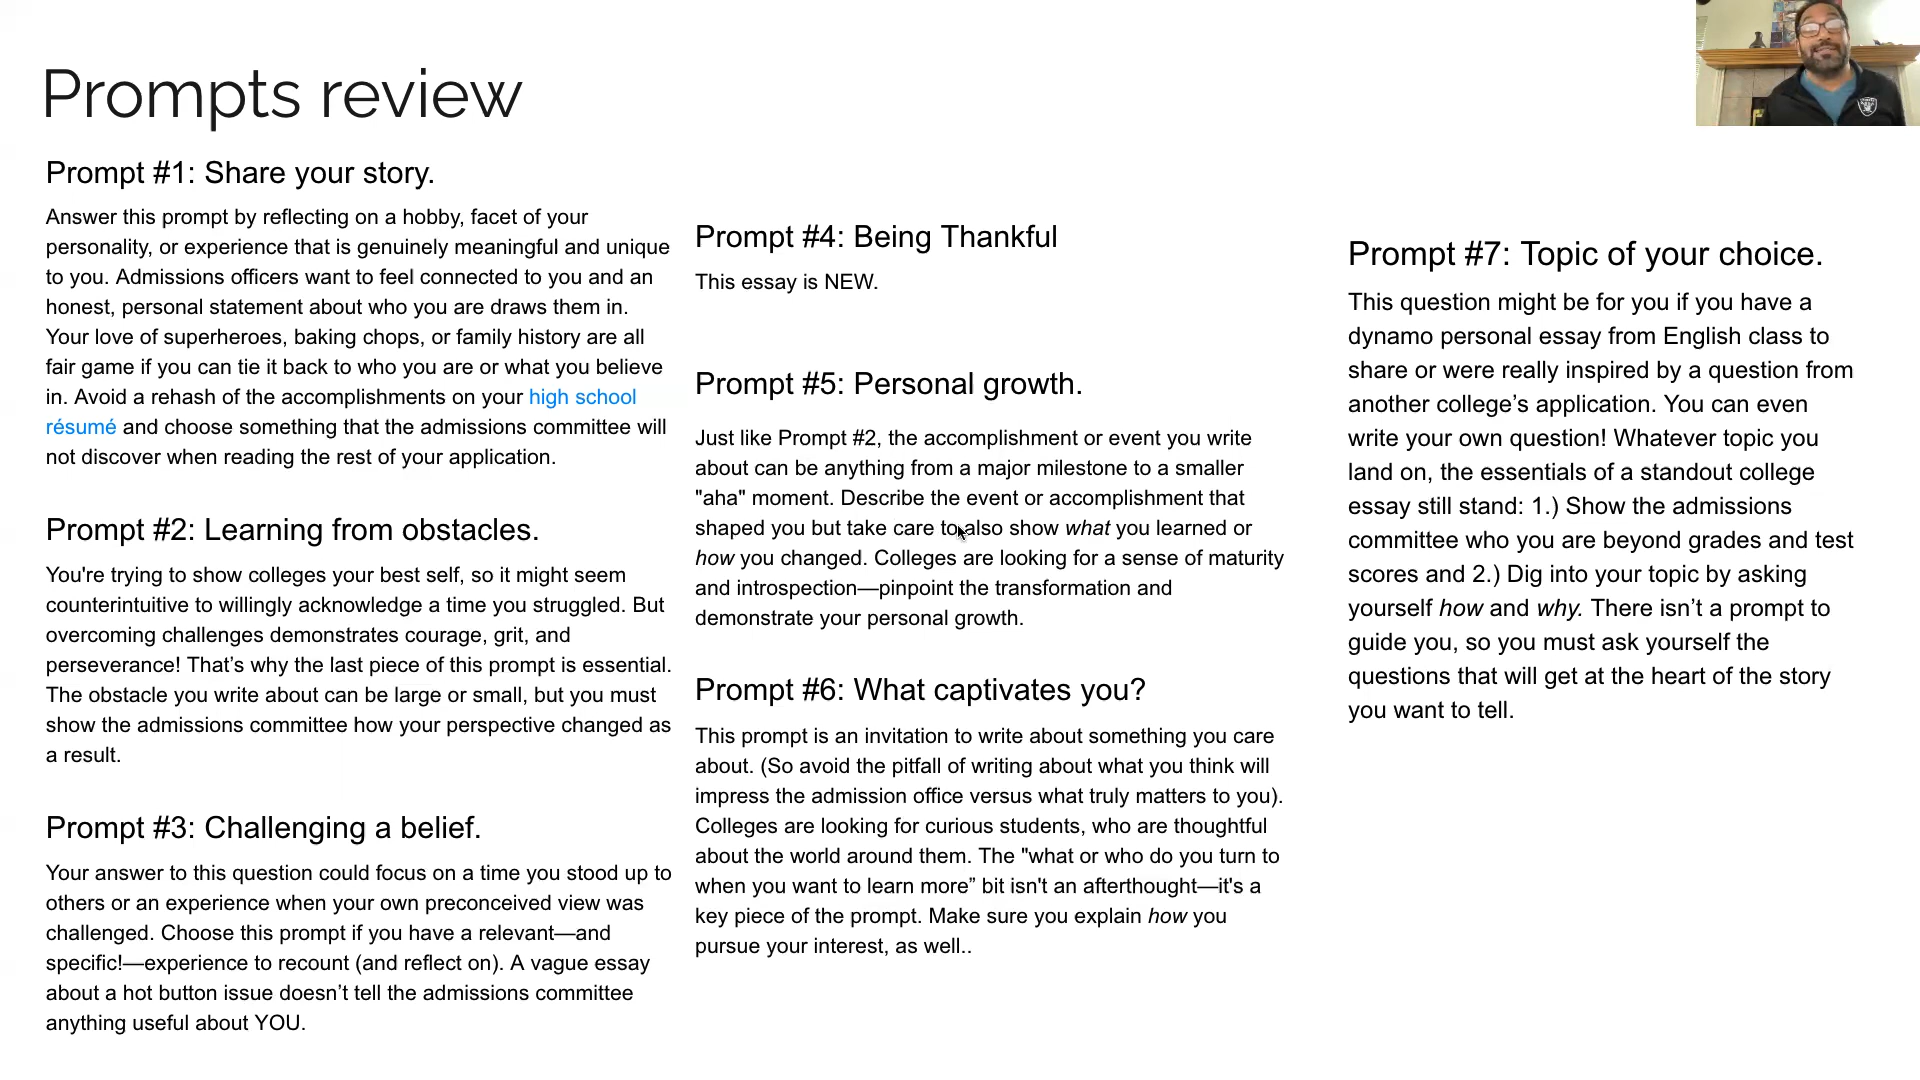 Prompts review
Prompt #1: Share your story.
Answer this prompt by reflecting on a hobby, facet of your
personality, or experience that is genuinely meaningful and unique
to you. Admissions officers want to feel connected to you and an
honest, personal statement about who you are draws them in.
Your love of superheroes, baking chops, or family history are all
fair game if you can tie it back to who you are or what you believe
in. Avoid a rehash of the accomplishments on your high school
résumé and choose something that the admissions committee will
not discover when reading the rest of your application.
Prompt #2: Learning from obstacles.
You're trying to show colleges your best self, so it might seem
counterintuitive to willingly acknowledge a time you struggled. But
overcoming challenges demonstrates courage, grit, and
perseverance! That’s why the last piece of this prompt is essential.
The obstacle you write about can be large or small, but you must
show the admissions committee how your perspective changed as
a result.
Prompt #3: Challenging a belief.
Your answer to this question could focus on a time you stood up to
others or an experience when your own preconceived view was
challenged. Choose this prompt if you have a relevant—and
specific!—experience to recount (and reflect on). A vague essay
about a hot button issue doesn’t tell the admissions committee
anything useful about YOU.
Prompt #4: Being Thankful
This essay is NEW.
Prompt #5: Personal growth.
Just like Prompt #2, the accomplishment or event you write
about can be anything from a major milestone to a smaller
"aha" moment. Describe the event or accomplishment that
shaped you but take care to also show what you learned or
how you changed. Colleges are looking for a sense of maturity
and introspection—pinpoint the transformation and
demonstrate your personal growth.
Prompt #6: What captivates you?
This prompt is an invitation to write about something you care
about. (So avoid the pitfall of writing about what you think will
impress the admission office versus what truly matters to you).
Colleges are looking for curious students, who are thoughtful
about the world around them. The "what or who do you turn to
when you want to learn more” bit isn't an afterthought—it's a
key piece of the prompt. Make sure you explain how you
pursue your interest, as well..
Prompt #7: Topic of your choice.
This question might be for you if you have a
dynamo personal essay from English class to
share or were really inspired by a question from
another college’s application. You can even
write your own question! Whatever topic you
land on, the essentials of a standout college
essay still stand: 1.) Show the admissions
committee who you are beyond grades and test
scores and 2.) Dig into your topic by asking
yourself how and why. There isn’t a prompt to
guide you, so you must ask yourself the
questions that will get at the heart of the story
you want to tell.